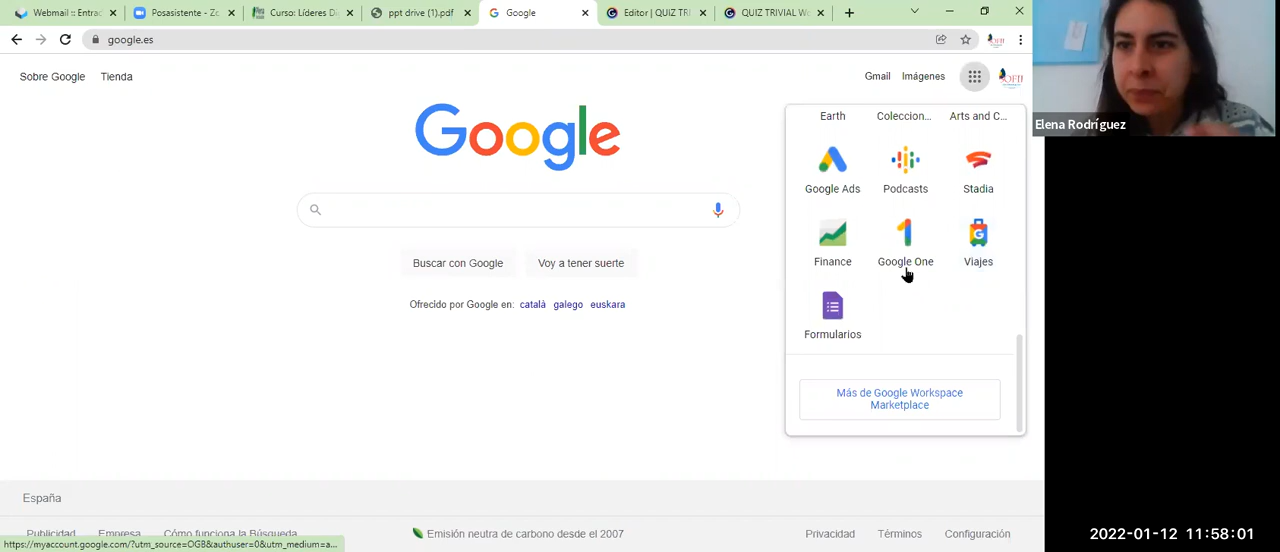 Webmail :: Entrad
Posasistente - Zo
Curso: Líderes Di
ppt drive (1).pdf
Google
Editor | QUIZ TRI
QUIZ TRIVIAL W
google.es
Sobre Google
Tienda
Gmail
Imágenes
Elena Rodríguez
Google
Earth
Coleccion...
Arts and C...
Google Ads
Podcasts
Stadia
Finance
Google One
Viajes
Buscar con Google
Voy a tener suerte
Ofrecido por Google en: català galego euskara
Formularios
Más de Google Workspace
Marketplace
España
Publicidad
Empresa
Cómo funciona la Búsqueda
Emisión neutra de carbono desde el 2007
Privacidad
Términos
Configuración
https://myaccount.google.com/?utm_source=OGB&authuser=0&utm_medium=a...
2022-01-12 11:58:01